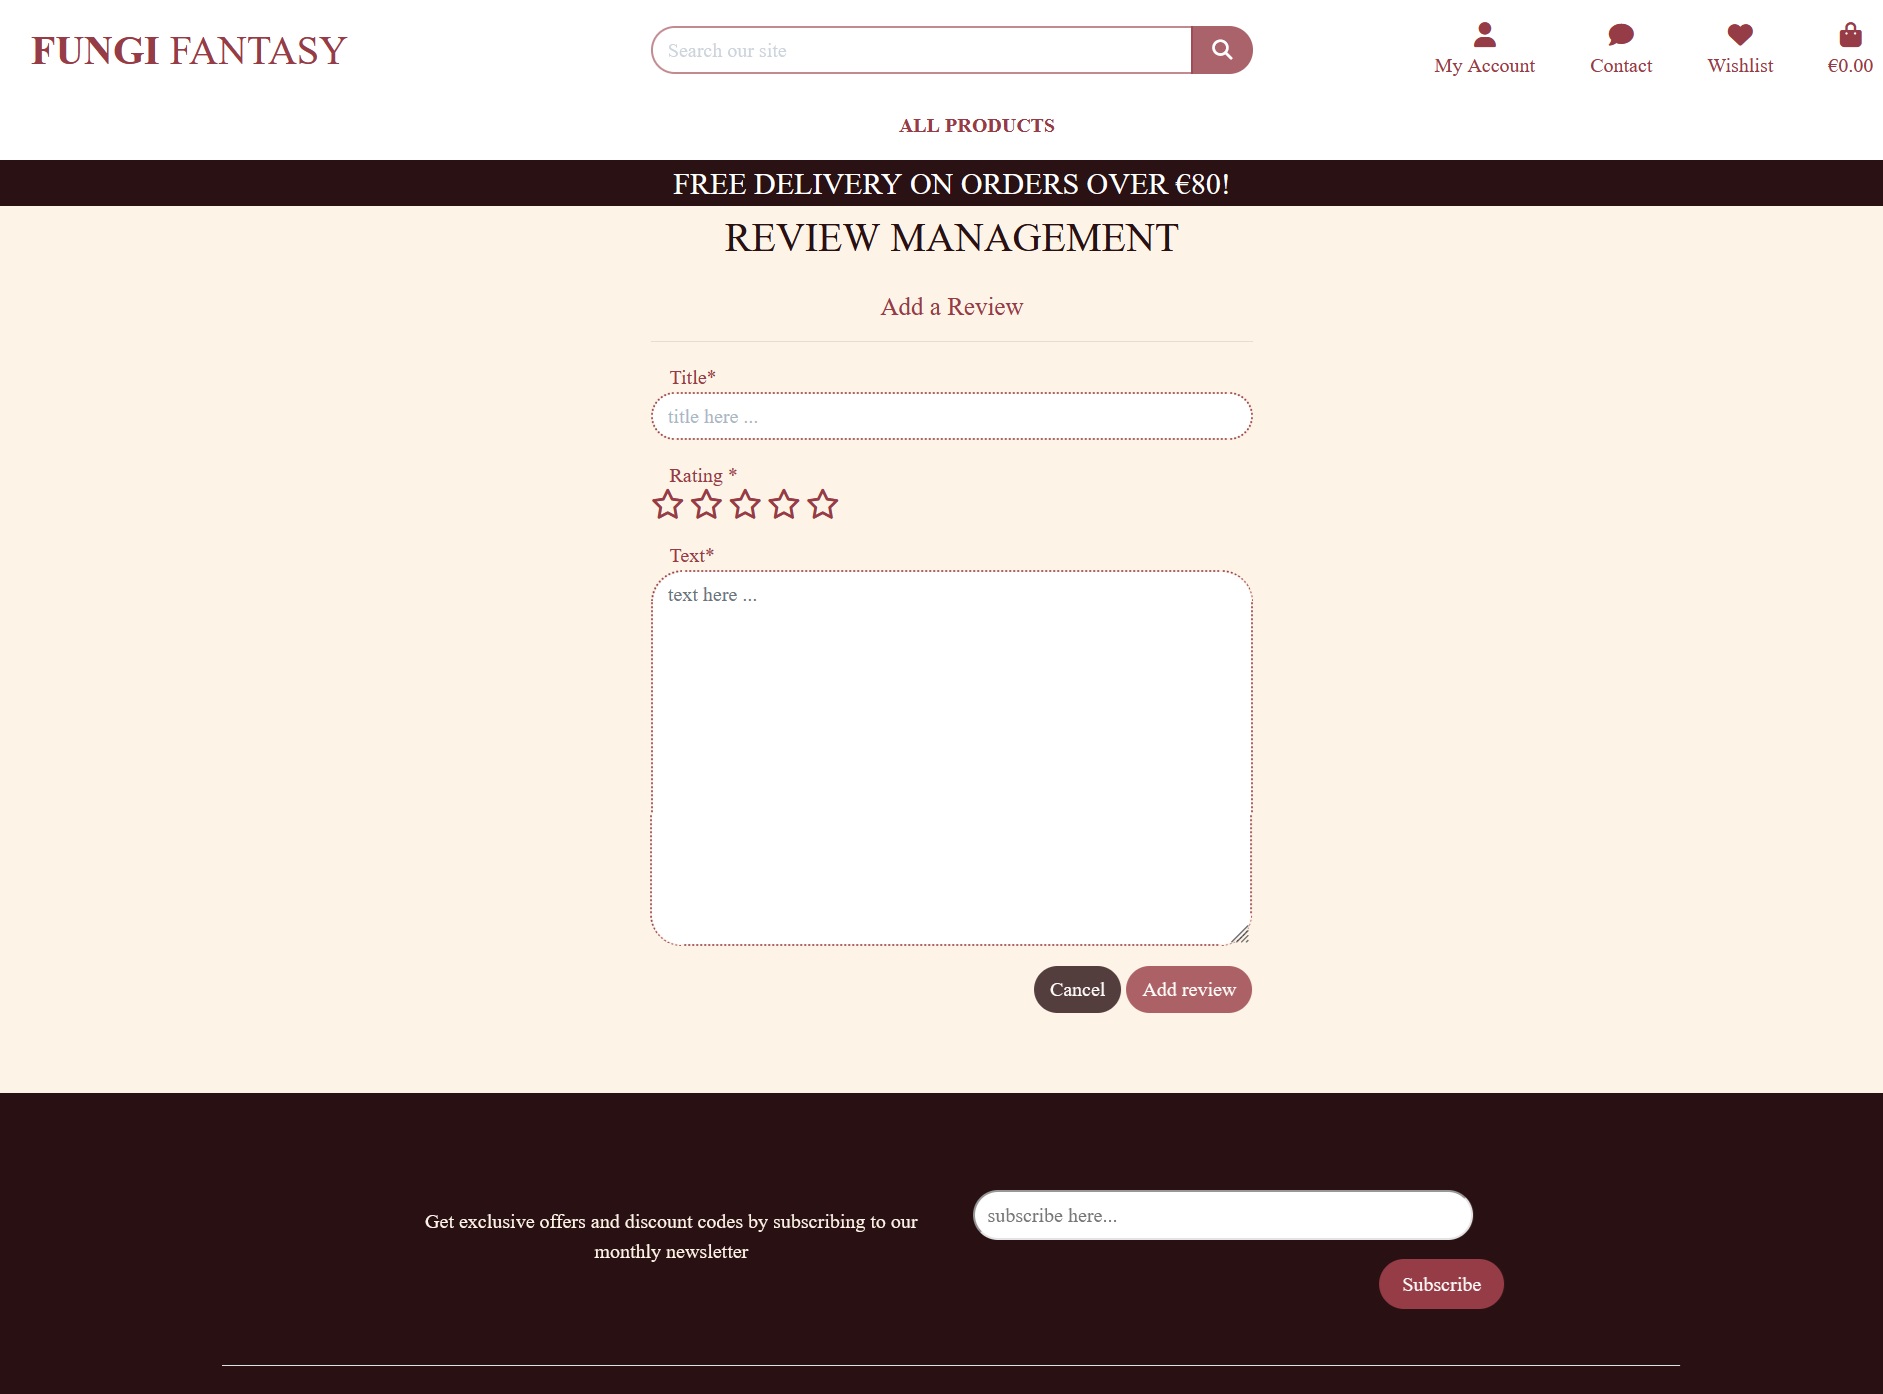 FUNGI FANTASY
Search our site
My Account
Contact
Wishlist
€0.00
ALL PRODUCTS
FREE DELIVERY ON ORDERS OVER €80!
REVIEW MANAGEMENT
Add a Review
Title*
title here ...
Rating *
Text*
text here ...
Cancel
Add review
Get exclusive offers and discount codes by subscribing to our
monthly newsletter
subscribe here...
Subscribe